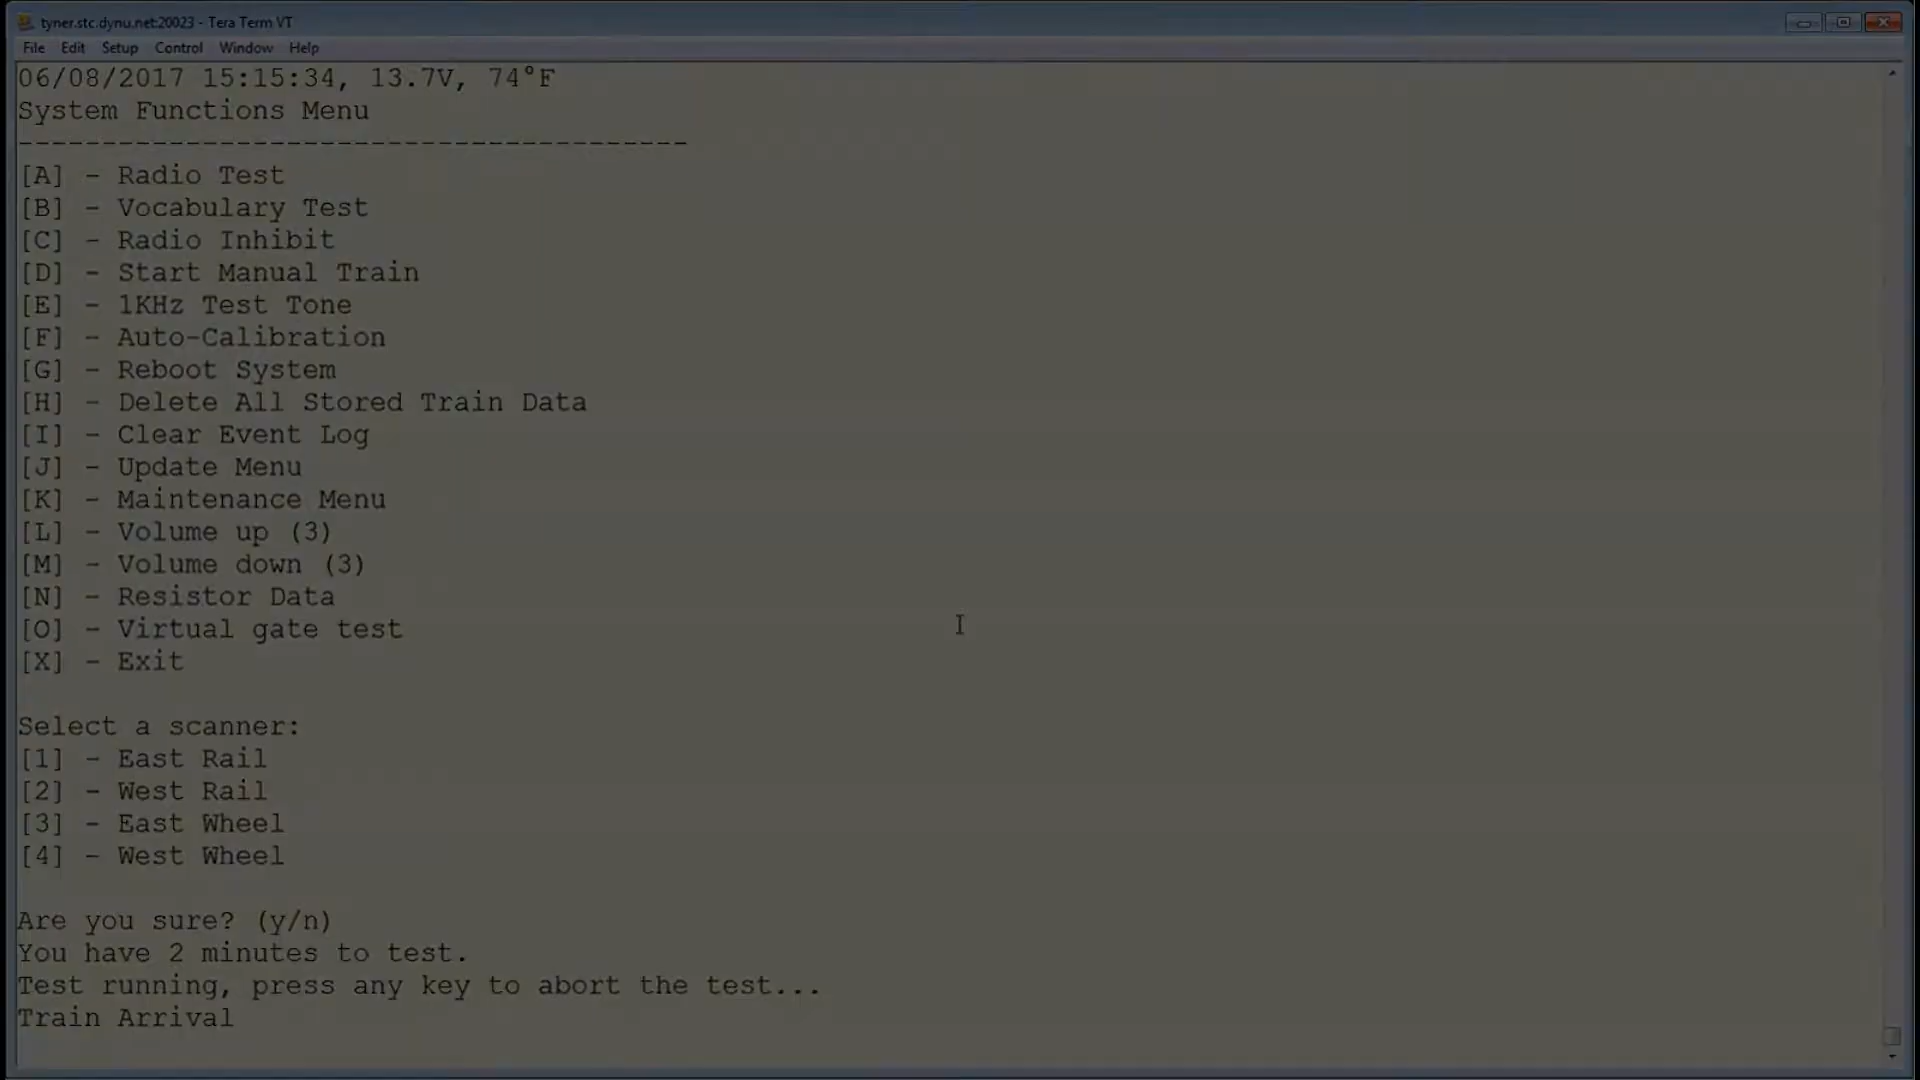 tyner.stc.dynu.net:20023 - Tera Term VT
File Edit Setup Control Window Help
06/08/2017 15:15:34, 13.7V, 74°F
System Functions Menu
----------------------------------------
[A] - Radio Test
[B] - Vocabulary Test
[C] - Radio Inhibit
[D] - Start Manual Train
[E] - 1KHz Test Tone
[F] - Auto-Calibration
[G] - Reboot System
[H] - Delete All Stored Train Data
[I] - Clear Event Log
[J] - Update Menu
[K] - Maintenance Menu
[L] - Volume up (3)
[M] - Volume down (3)
[N] - Resistor Data
[O] - Virtual gate test
[X] - Exit
Select a scanner:
[1] - East Rail
[2] - West Rail
[3] - East Wheel
[4] - West Wheel
Are you sure? (y/n)
You have 2 minutes to test.
Test running, press any key to abort the test...
Train Arrival